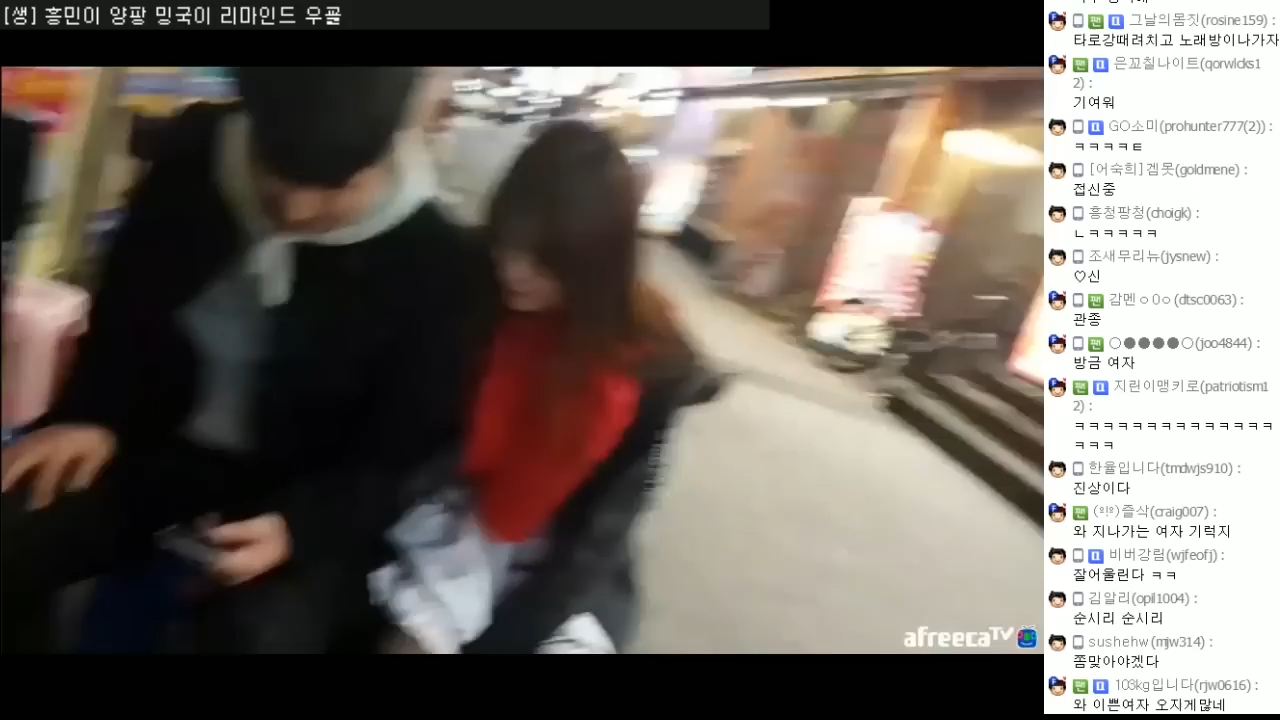 [생] 흥민이 양팡 밍국이 리마인드 우끝
그날의몸짓(rosine159) :
타로강때려치고 노래방이나가자
은꼬칠나이트(qorwlcks1
2) :
기여워
GO소미(prohunter777(2)) :
ㅋㅋㅋㅋㅌ
[어숙희]겜못(goldmene) :
접신중
흥청팡청(choigk) :
ㄴㅋㅋㅋㅋㅋ
조새무리뉴(jysnew) :
♡신
감멘ㅇ0ㅇ(dtsc0063) :
관종
○●●●●○(joo4844) :
방금 여자
지린이맹키로(patriotism1
2) :
ㅋㅋㅋㅋㅋㅋㅋㅋㅋㅋㅋㅋㅋㅋ
ㅋㅋㅋ
한율입니다(tmdwjs910) :
진상이다
즐삭(craig007) :
와 지나가는 여자 기럭지
비버강림(wjfeofj) :
잘어울린다 ㅋㅋ
김알리(opil1004) :
순시리 순시리
sushehw(mjw314) :
쫌맞아야겠다
103kg입니다(rjw0616) :
와 이쁜여자 오지게많네
afreecaTV